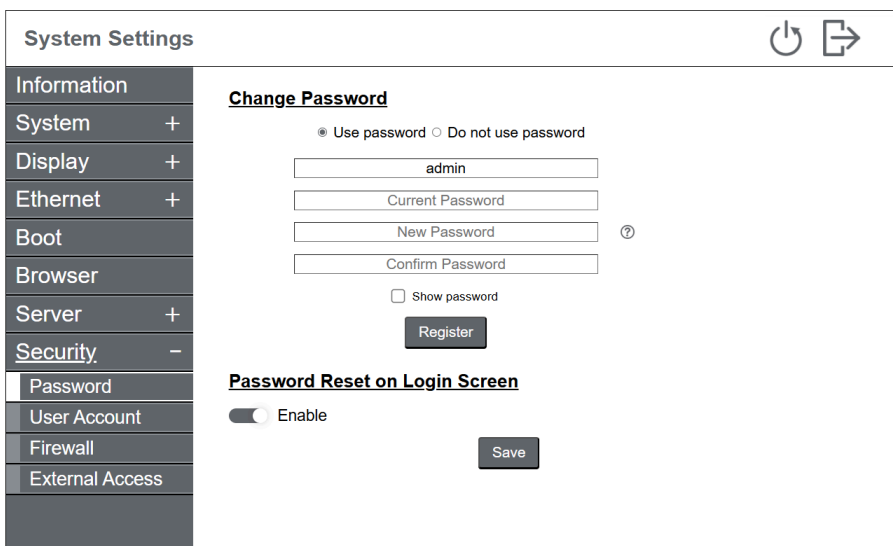 System Settings
Information
System +
Display +
Ethernet +
Boot
Browser
Server +
Security -
Password
User Account
Firewall
External Access
Change Password
Use password Do not use password
admin
Current Password
New Password ?
Confirm Password
Show password
Register
Password Reset on Login Screen
Enable
Save